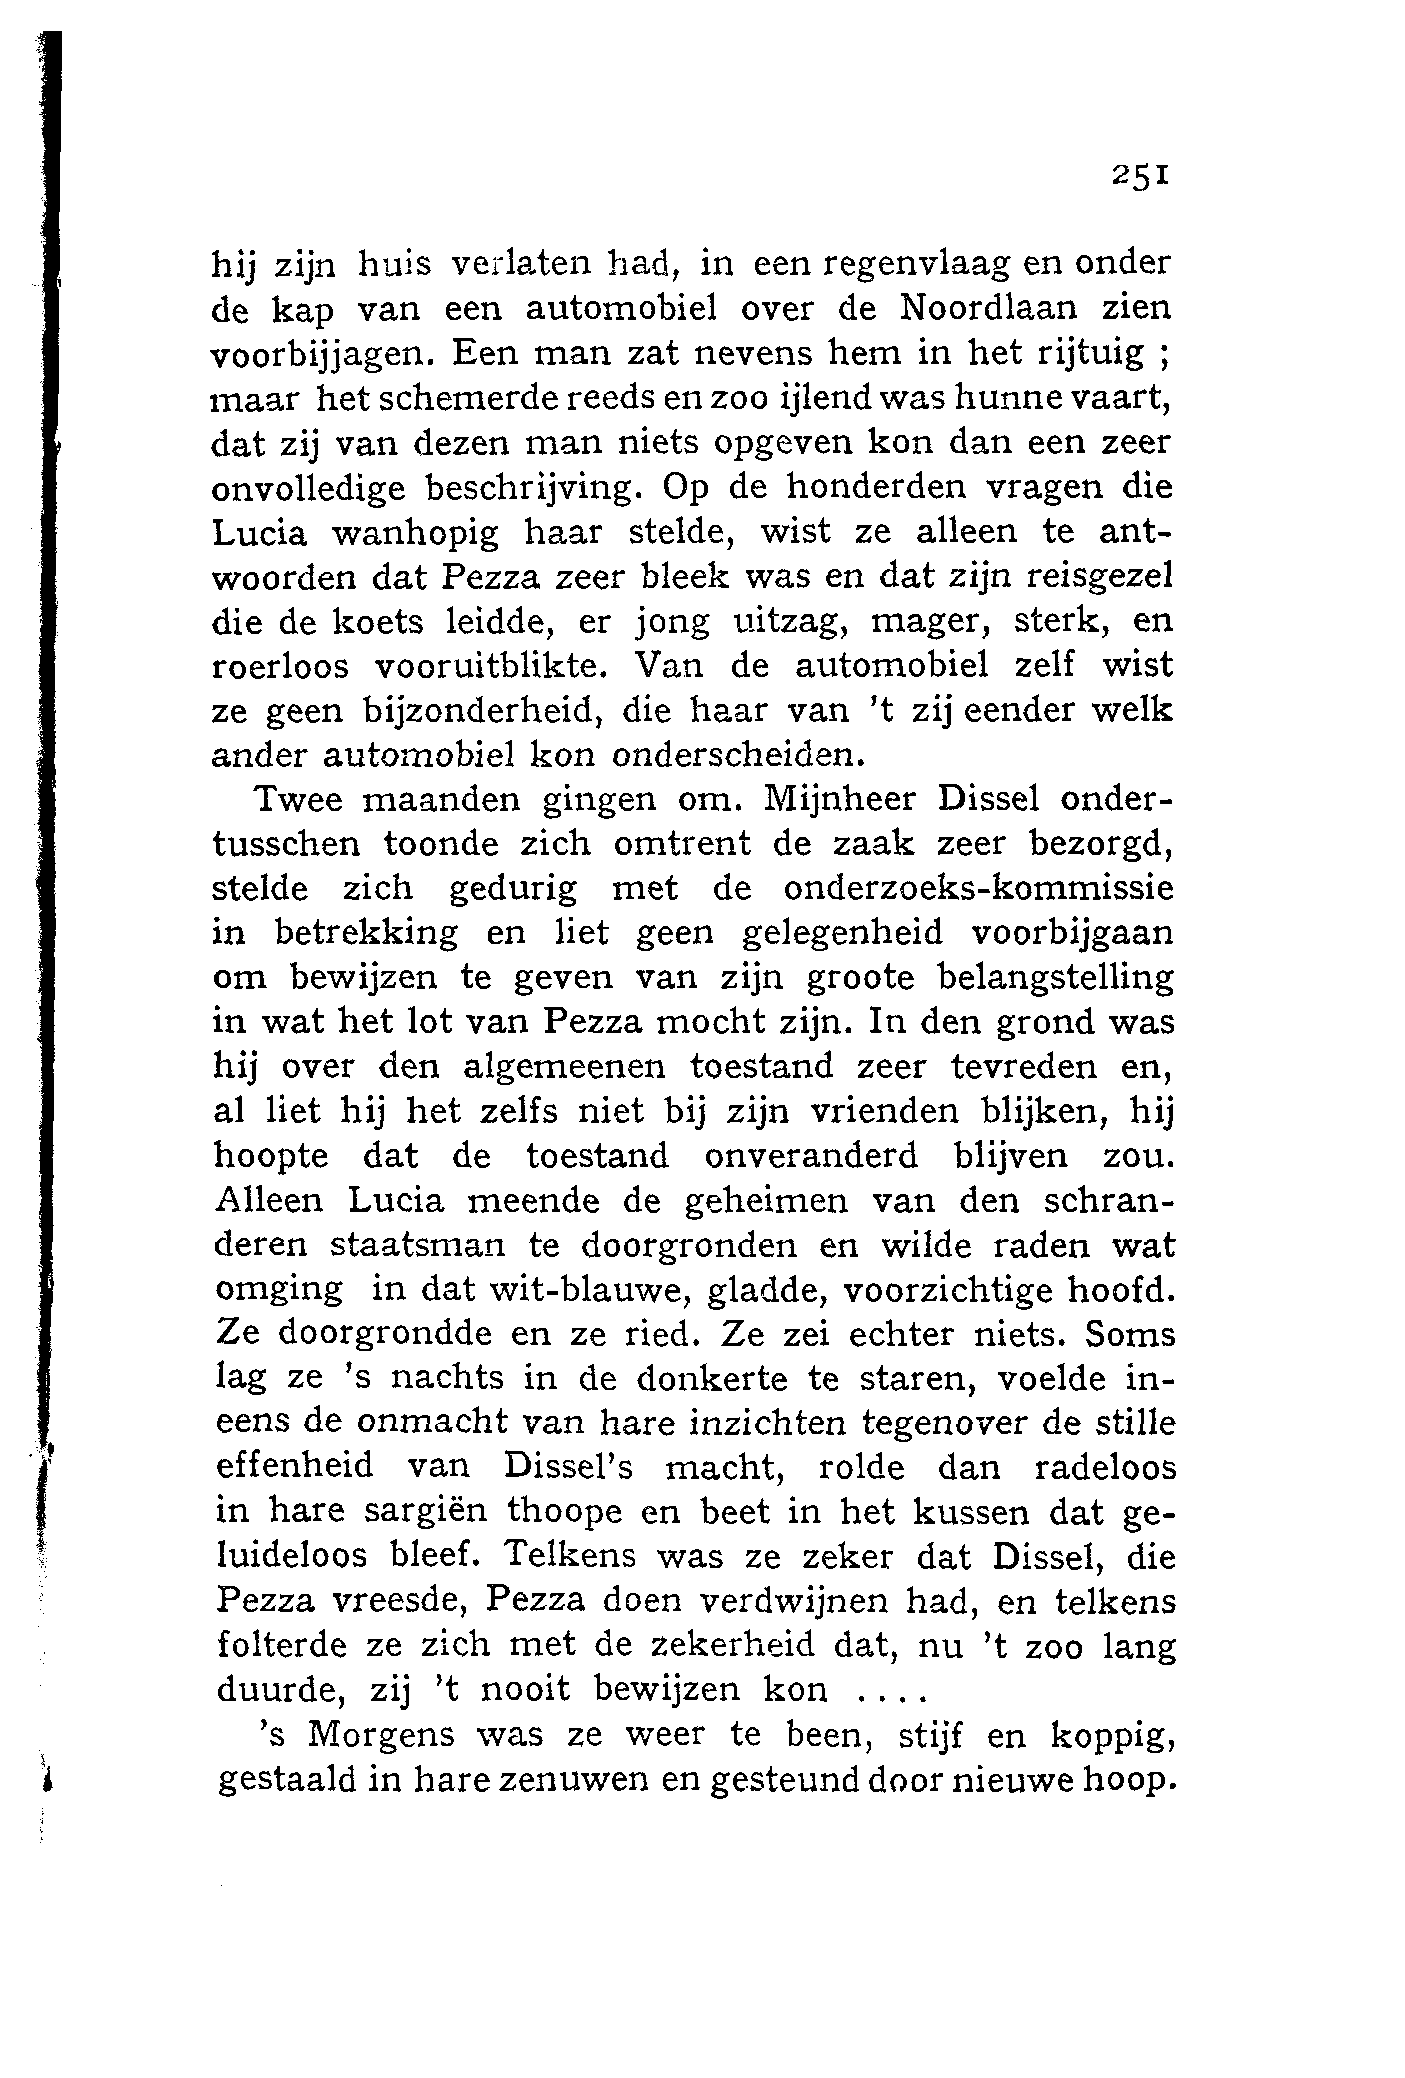 251
hij zijn huis verlaten had, in een regenvlaag en onder
de kap van een automobiel over de Noordlaan zien
voorbijjagen. Een man zat nevens hem in het rijtuig ;
maar het schemerde reeds en zoo ijlend was hunne vaart,
dat zij van dezen man niets opgeven kon dan een zeer
onvolledige beschrijving. Op de honderden vragen die
Lucia wanhopig haar stelde, wist ze alleen te ant-
woorden dat Pezza zeer bleek was en dat zijn reisgezel
die de koets leidde, er jong uitzag, mager, sterk, en
roerloos vooruitblikte. Van de automobiel zelf wist
ze geen bijzonderheid, die haar van 't zij eender welk
ander automobiel kon onderscheiden.
Twee maanden gingen om. Mijnheer Dissel onder-
tusschen toonde zich omtrent de zaak zeer bezorgd,
stelde zich gedurig met de onderzoeks-kommissie
in betrekking en liet geen gelegenheid voorbijgaan
om bewijzen te geven van zijn groote belangstelling
in wat het lot van Pezza mocht zijn. In den grond was
hij over den algemeenen toestand zeer tevreden en,
al liet hij het zelfs niet bij zijn vrienden blijken, hij
hoopte dat de toestand onveranderd blijven zou.
Alleen Lucia meende de geheimen van den schran-
deren staatsman te doorgronden en wilde raden wat
omging in dat wit-blauwe, gladde, voorzichtige hoofd.
Ze doorgrondde en ze ried. Ze zei echter niets. Soms
lag ze 's nachts in de donkerte te staren, voelde in-
eens de onmacht van hare inzichten tegenover de stille
effenheid van Dissel's macht, rolde dan radeloos
in hare sargiën thoope en beet in het kussen dat ge-
luideloos bleef. Telkens was ze zeker dat Dissel, die
Pezza vreesde, Pezza doen verdwijnen had, en telkens
folterde ze zich met de zekerheid dat, nu 't zoo lang
duurde, zij 't nooit bewijzen kon ....
's Morgens was ze weer te been, stijf en koppig,
gestaald in hare zenuwen en gesteund door nieuwe hoop.